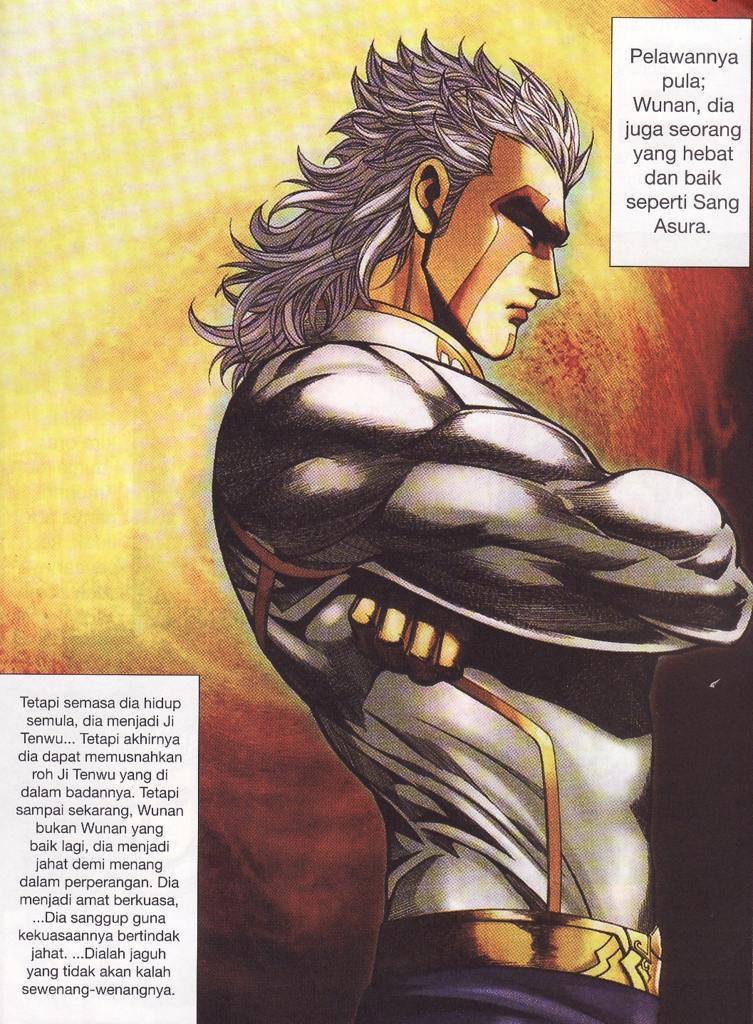 Pelawannya
pula;
Wunan, dia
juga seorang
yang hebat
dan baik
seperti Sang
Asura.
Tetapi semasa dia hidup
semula, dia menjadi Ji
Tenwu... Tetapi akhirnya
dia dapat memusnahkan
roh Ji Tenwu yang di
dalam badannya. Tetapi
sampai sekarang, Wunan
bukan Wunan yang
baik lagi, dia menjadi
jahat demi menang
dalam perperangan. Dia
menjadi amat berkuasa,
...Dia sanggup guna
kekuasaannya bertindak
jahat. ...Dialah jaguh
yang tidak akan kalah
sewenang-wenangnya.